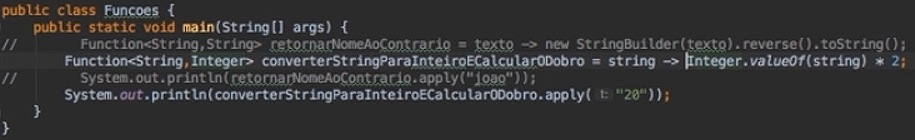 public class Funcoes {
public static void main(String[] args) {
// Function<String,String> retornarNomeAoContrario = texto -> new StringBuilder(texto).reverse().toString();
Function<String,Integer> converterStringParaInteiroECalcularODobro = string -> Integer.valueOf(string) * 2;
// System.out.println(retornarNomeAoContrario.apply("joao"));
System.out.println(converterStringParaInteiroECalcularODobro.apply( t: "20"));
}
}